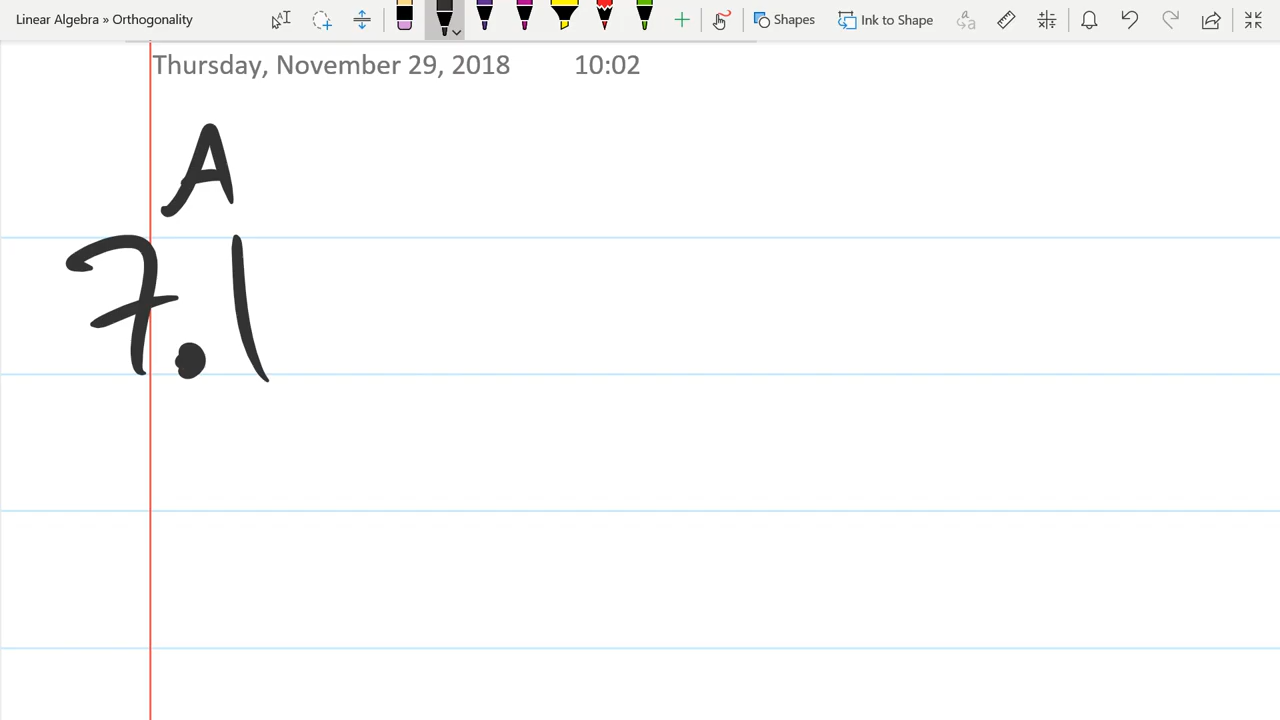 Linear Algebra » Orthogonality Shapes Ink to Shape
Thursday, November 29, 2018 10:02
A
7.1